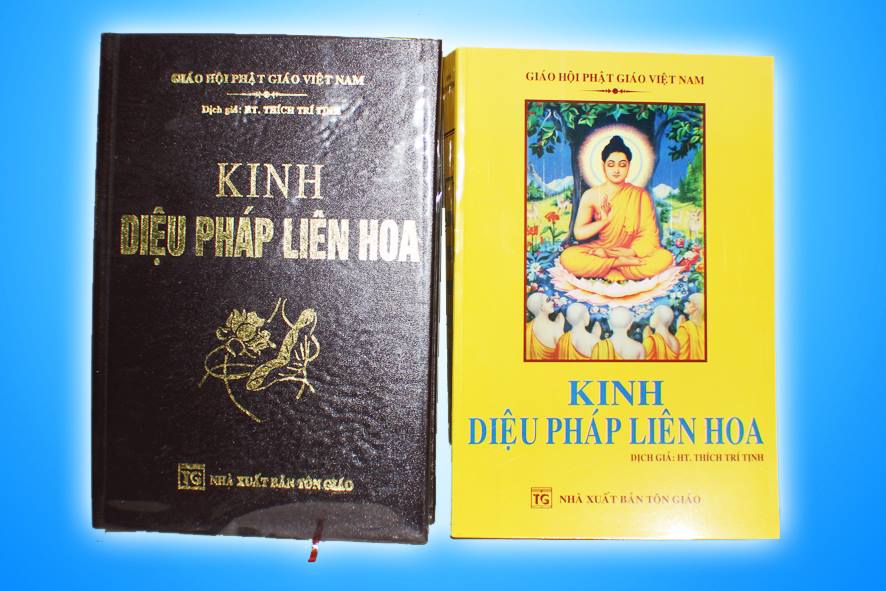 GIÁO HỘI PHẬT GIÁO VIỆT NAM
Dịch giả: HT. THÍCH TRÍ TỊNH
KINH
DIỆU PHÁP LIÊN HOA
TG NHÀ XUẤT BẢN TÔN GIÁO
GIÁO HỘI PHẬT GIÁO VIỆT NAM
KINH
DIỆU PHÁP LIÊN HOA
DỊCH GIẢ: HT. THÍCH TRÍ TỊNH
TG NHÀ XUẤT BẢN TÔN GIÁO